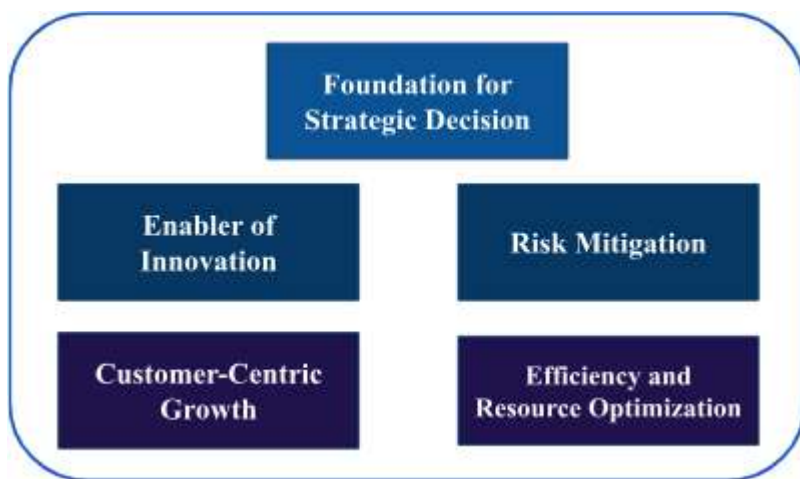 Foundation for
Strategic Decision
Enabler of
Innovation
Risk Mitigation
Customer-Centric
Growth
Efficiency and
Resource Optimization